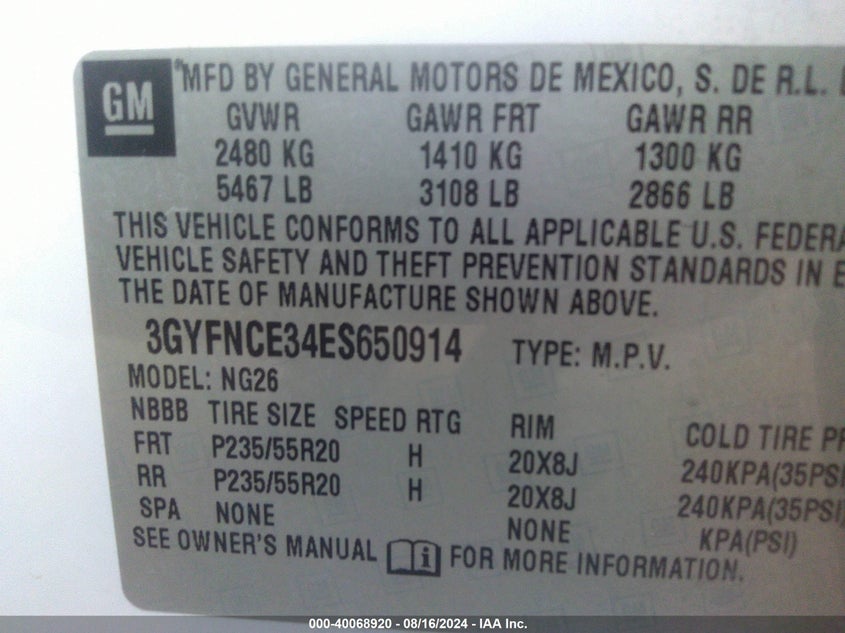 GM
MFD BY GENERAL MOTORS DE MEXICO, S. DE R.L.
GVWR GAWR FRT GAWR RR
2480 KG 1410 KG 1300 KG
5467 LB 3108 LB 2866 LB
THIS VEHICLE CONFORMS TO ALL APPLICABLE U.S. FEDERA
VEHICLE SAFETY AND THEFT PREVENTION STANDARDS IN E
THE DATE OF MANUFACTURE SHOWN ABOVE.
3GYFNCE34ES650914 TYPE: M.P.V.
MODEL: NG26
NBBB TIRE SIZE SPEED RTG RIM COLD TIRE PR
FRT P235/55R20 H 20X8J 240KPA(35PSI)
RR P235/55R20 H 20X8J 240KPA(35PSI)
SPA NONE NONE KPA(PSI)
SEE OWNER'S MANUAL i FOR MORE INFORMATION.
000-40068920 - 08/16/2024 - IAA Inc.